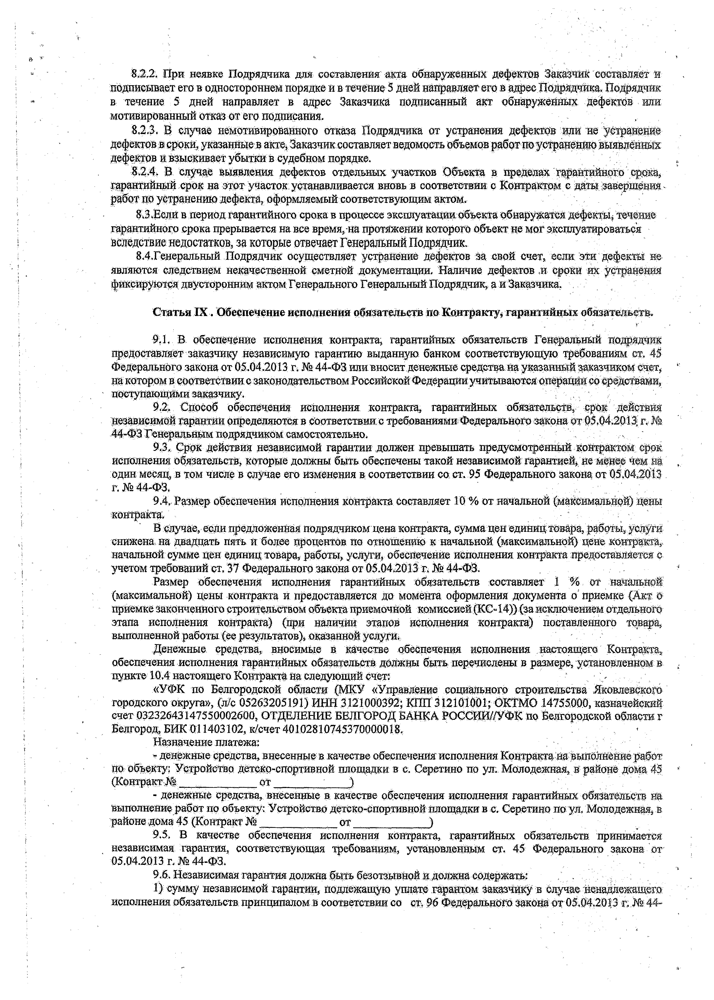 8.2.2. При неявке Подрядчика для составления акта обнаруженных дефектов Заказчик составляет и
подписывает его в одностороннем порядке и в течение 5 дней направляет его в адрес Подрядчика. Подрядчик
в течение 5 дней направляет в адрес Заказчика подписанный акт обнаруженных дефектов или
мотивированный отказ от его подписания.
8.2.3. В случае немотивированного отказа Подрядчика от устранения дефектов или не устранение
дефектов в сроки, указанные в акте, Заказчик составляет ведомость объемов работ по устранению выявленных
дефектов и взыскивает убытки в судебном порядке.
8.2.4. В случае выявления дефектов отдельных участков Объекта в пределах гарантийного срока,
гарантийный срок на этот участок устанавливается вновь в соответствии с Контрактом с даты завершения
работ по устранению дефекта, оформляемый соответствующим актом.
8.3.Если в период гарантийного срока в процессе эксплуатации объекта обнаружатся дефекты, течение
гарантийного срока прерывается на все время, на протяжении которого объект не мог эксплуатироваться
вследствие недостатков, за которые отвечает Генеральный Подрядчик.
8.4.Генеральный Подрядчик осуществляет устранение дефектов за свой счет, если эти дефекты не
являются следствием некачественной сметной документации. Наличие дефектов и сроки их устранения
фиксируются двусторонним актом Генерального Генеральный Подрядчик, а и Заказчика.
Статья IX. Обеспечение исполнения обязательств по Контракту, гарантийных обязательств.
9.1. В обеспечение исполнения контракта, гарантийных обязательств Генеральный подрядчик
предоставляет заказчику независимую гарантию выданную банком соответствующую требованиям ст. 45
Федерального закона от 05.04.2013 г. № 44-ФЗ или вносит денежные средства на указанный заказчиком счет,
на котором в соответствии с законодательством Российской Федерации учитываются операции со средствами,
поступающими заказчику.
9.2. Способ обеспечения исполнения контракта, гарантийных обязательств, срок действия
независимой гарантии определяются в соответствии с требованиями Федерального закона от 05.04.2013 г. №
44-ФЗ Генеральным подрядчиком самостоятельно.
9.3. Срок действия независимой гарантии должен превышать предусмотренный контрактом срок
исполнения обязательств, которые должны быть обеспечены такой независимой гарантией, не менее чем на
один месяц, в том числе в случае его изменения в соответствии со ст. 95 Федерального закона от 05.04.2013
г. № 44-ФЗ.
9.4. Размер обеспечения исполнения контракта составляет 10 % от начальной (максимальной) цены
контракта.
В случае, если предложенная подрядчиком цена контракта, сумма цен единиц товара, работы, услуги
снижена на двадцать пять и более процентов по отношению к начальной (максимальной) цене контракта,
начальной сумме цен единиц товара, работы, услуги, обеспечение исполнения контракта предоставляется с
учетом требований ст. 37 Федерального закона от 05.04.2013 г. № 44-ФЗ.
Размер обеспечения исполнения гарантийных обязательств составляет 1 % от начальной
(максимальной) цены контракта и предоставляется до момента оформления документа о приемке (Акт о
приемке законченного строительством объекта приемочной комиссией (КС-14)) (за исключением отдельного
этапа исполнения контракта) (при наличии этапов исполнения контракта) поставленного товара,
выполненной работы (ее результатов), оказанной услуги.
Денежные средства, вносимые в качестве обеспечения исполнения настоящего Контракта,
обеспечения исполнения гарантийных обязательств должны быть перечислены в размере, установленном в
пункте 10.4 настоящего Контракта на следующий счет:
«УФК по Белгородской области (МКУ «Управление социального строительства Яковлевского
городского округа», (л/с 05263205191) ИНН 3121000392; КПП 312101001; ОКТМО 14755000, казначейский
счет 03232643147550002600, ОТДЕЛЕНИЕ БЕЛГОРОД БАНКА РОССИИ//УФК по Белгородской области г
Белгород, БИК 011403102, к/счет 40102810745370000018.
Назначение платежа:
- денежные средства, внесенные в качестве обеспечения исполнения Контракта на выполнение работ
по объекту: Устройство детско-спортивной площадки в с. Серетино по ул. Молодежная, в районе дома 45
(Контракт № _____________ от _____________)
- денежные средства, внесенные в качестве обеспечения исполнения гарантийных обязательств на
выполнение работ по объекту: Устройство детско-спортивной площадки в с. Серетино по ул. Молодежная, в
районе дома 45 (Контракт № _____________ от _____________)
9.5. В качестве обеспечения исполнения контракта, гарантийных обязательств принимается
независимая гарантия, соответствующая требованиям, установленным ст. 45 Федерального закона от
05.04.2013 г. № 44-ФЗ.
9.6. Независимая гарантия должна быть безотзывной и должна содержать:
1) сумму независимой гарантии, подлежащую уплате гарантом заказчику в случае ненадлежащего
исполнения обязательств принципалом в соответствии со ст. 96 Федерального закона от 05.04.2013 г. № 44-